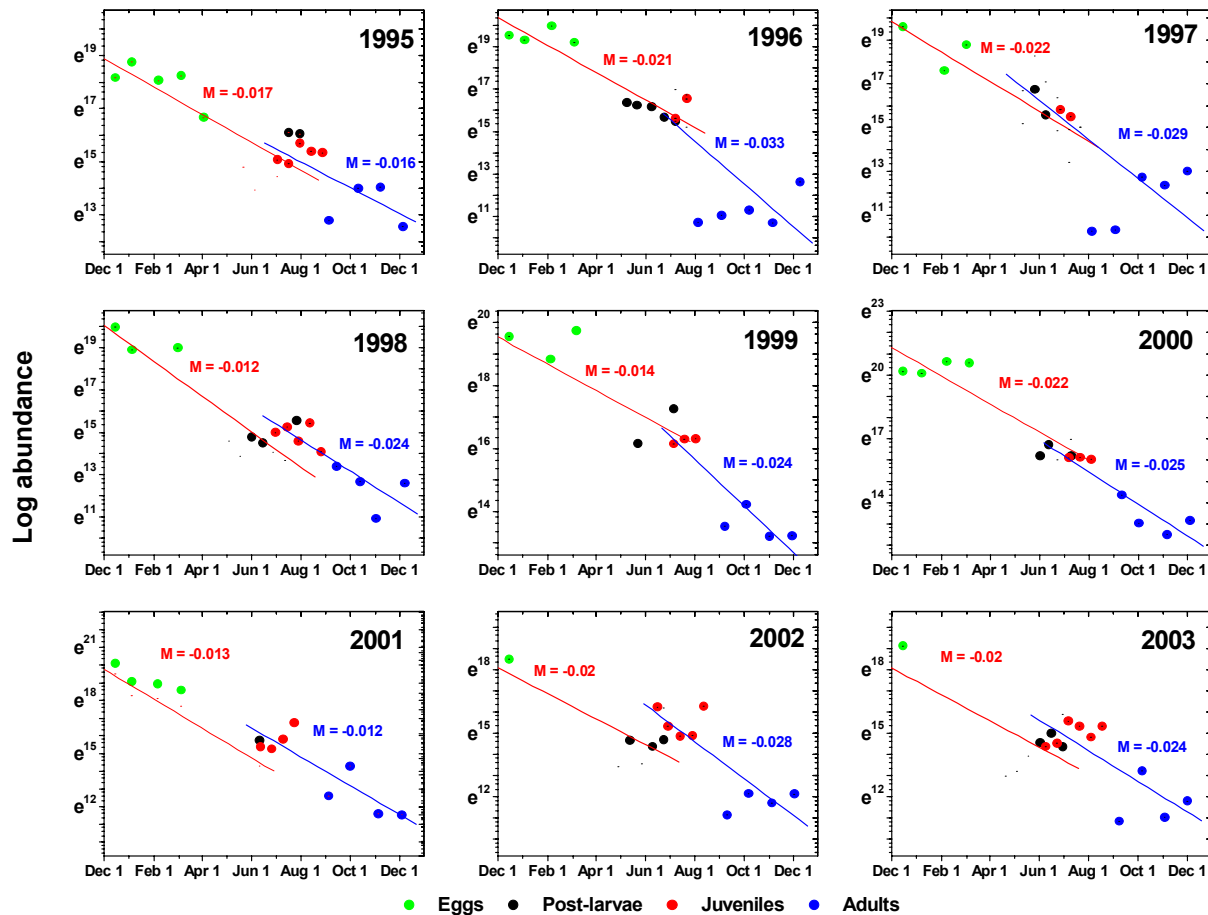 Log abundance
1995
e19
e17
e15
e13
M = -0.017
M = -0.016
Dec 1 Feb 1 Apr 1 Jun 1 Aug 1 Oct 1 Dec 1
1996
e19
e17
e15
e13
e11
M = -0.021
M = -0.033
Dec 1 Feb 1 Apr 1 Jun 1 Aug 1 Oct 1 Dec 1
1997
e19
e17
e15
e13
e11
M = -0.022
M = -0.029
Dec 1 Feb 1 Apr 1 Jun 1 Aug 1 Oct 1 Dec 1
1998
e19
e17
e15
e13
e11
M = -0.012
M = -0.024
Dec 1 Feb 1 Apr 1 Jun 1 Aug 1 Oct 1 Dec 1
1999
e20
e18
e16
e14
M = -0.014
M = -0.024
Dec 1 Feb 1 Apr 1 Jun 1 Aug 1 Oct 1 Dec 1
2000
e23
e20
e17
e14
M = -0.022
M = -0.025
Dec 1 Feb 1 Apr 1 Jun 1 Aug 1 Oct 1 Dec 1
2001
e21
e18
e15
e12
M = -0.013
M = -0.012
Dec 1 Feb 1 Apr 1 Jun 1 Aug 1 Oct 1 Dec 1
2002
e18
e15
e12
M = -0.02
M = -0.028
Dec 1 Feb 1 Apr 1 Jun 1 Aug 1 Oct 1 Dec 1
2003
e18
e15
e12
M = -0.02
M = -0.024
Dec 1 Feb 1 Apr 1 Jun 1 Aug 1 Oct 1 Dec 1
Eggs Post-larvae Juveniles Adults